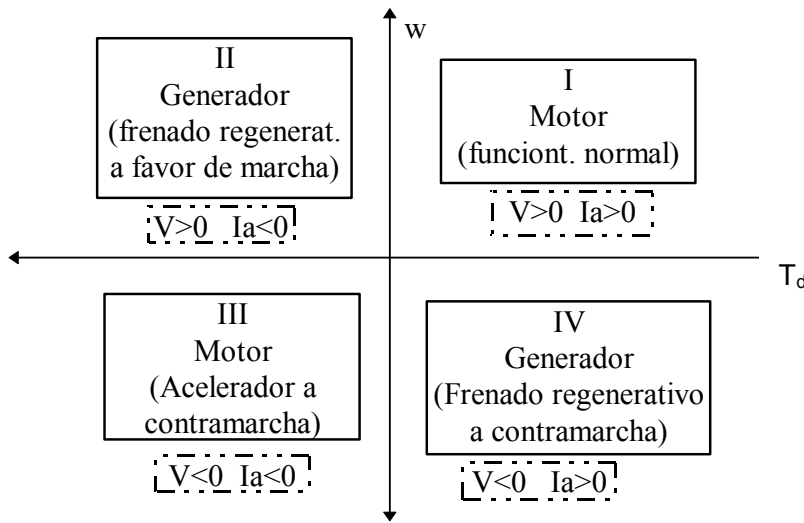 w
II
Generador
(frenado regenerat.
a favor de marcha)
V>0 Ia<0
I
Motor
(funciont. normal)
V>0 Ia>0
T_d
III
Motor
(Acelerador a
contramarcha)
V<0 Ia<0
IV
Generador
(Frenado regenerativo
a contramarcha)
V<0 Ia>0